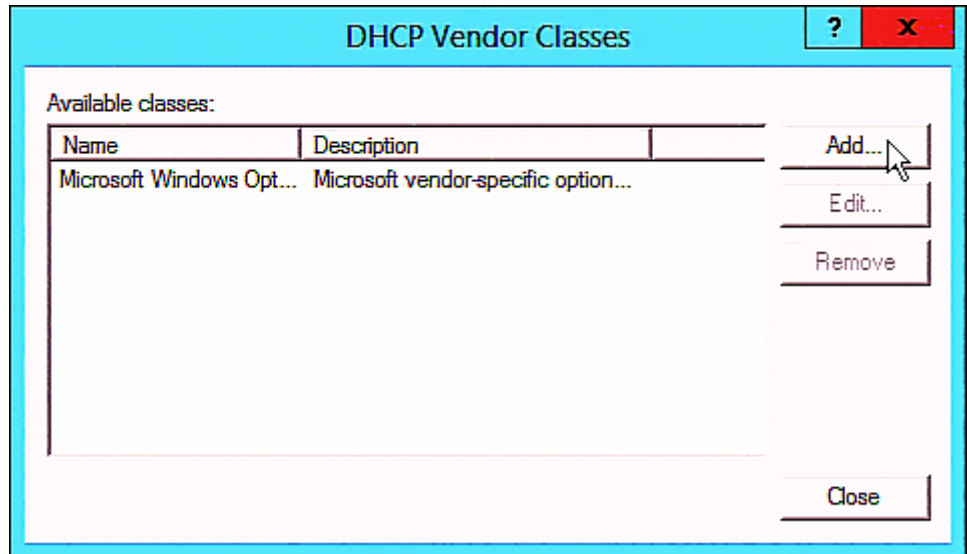 DHCP Vendor Classes
? x
Available classes:
Name Description
Microsoft Windows Opt... Microsoft vendor-specific option...
Add...
Edit...
Remove
Close